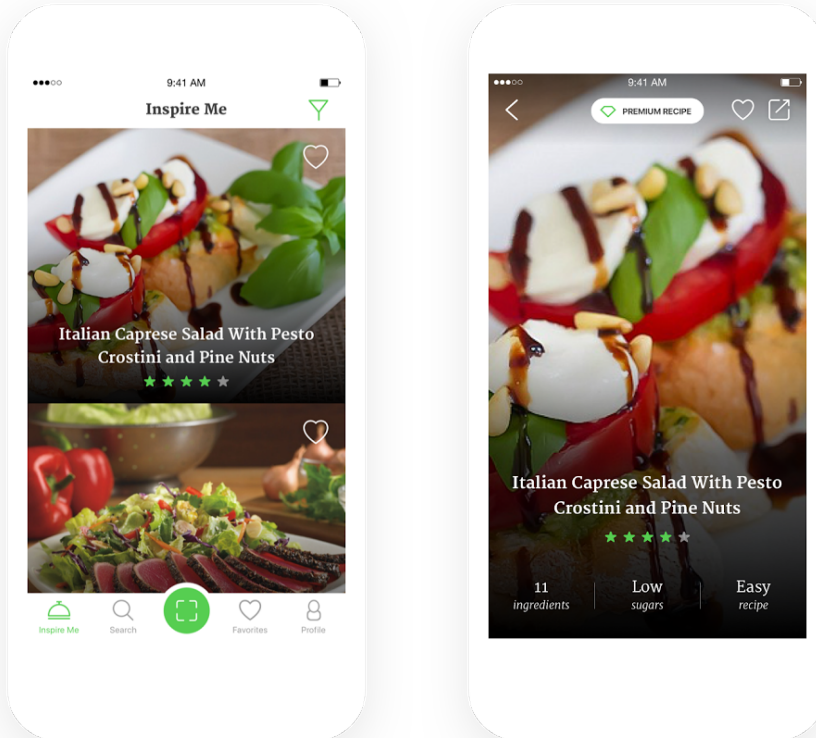 9:41 AM
Inspire Me
Italian Caprese Salad With Pesto
Crostini and Pine Nuts
Inspire Me
Search
Favorites
Profile
9:41 AM
PREMIUM RECIPE
Italian Caprese Salad With Pesto
Crostini and Pine Nuts
11
ingredients
Low
sugars
Easy
recipe